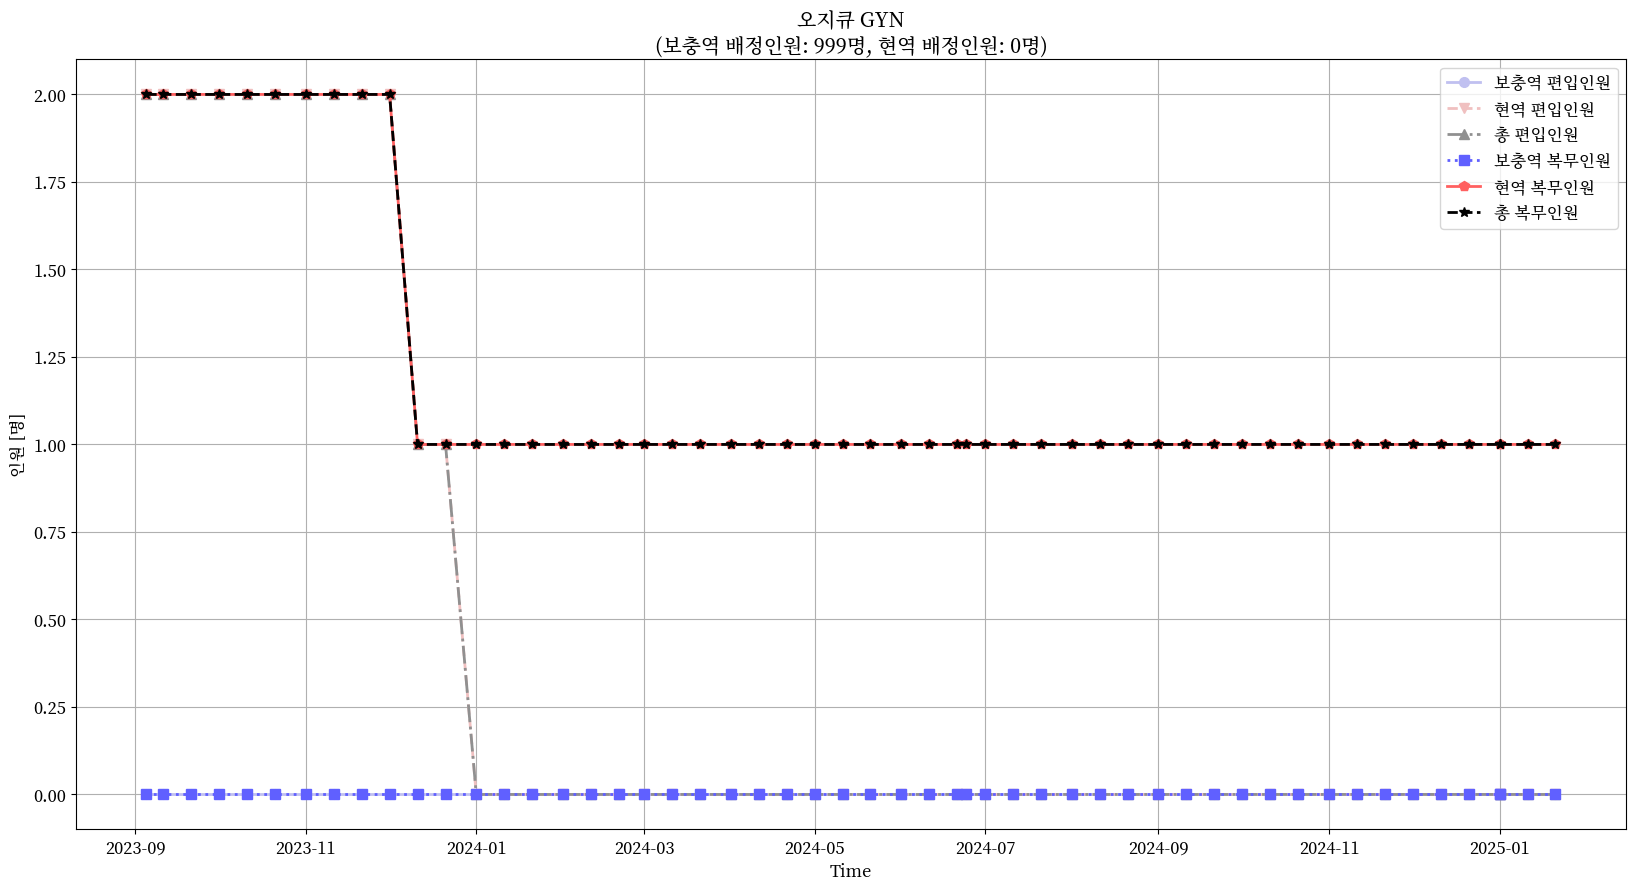 오지큐 GYN
(보충역 배정인원: 999명, 현역 배정인원: 0명)
보충역 편입인원
현역 편입인원
총 편입인원
보충역 복무인원
현역 복무인원
총 복무인원
인원 [명]
2.00
1.75
1.50
1.25
1.00
0.75
0.50
0.25
0.00
2023-09 2023-11 2024-01 2024-03 2024-05 2024-07 2024-09 2024-11 2025-01
Time